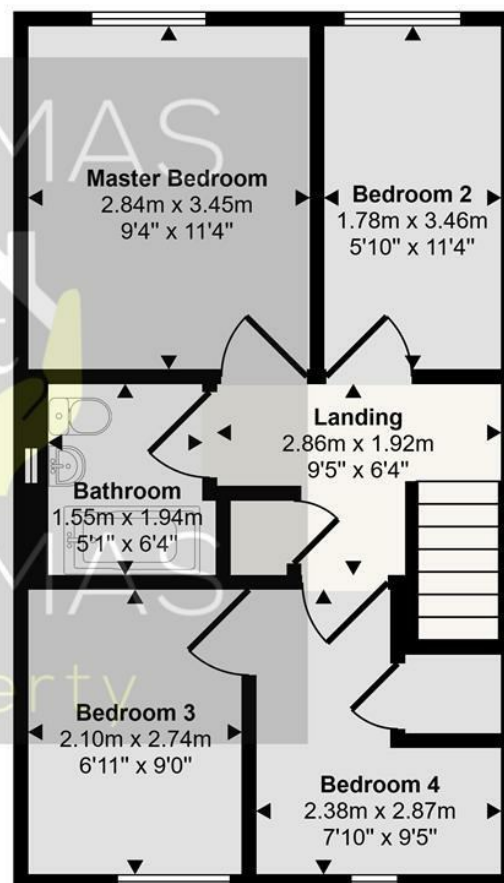 MAS
Master Bedroom
2.84m x 3.45m
9'4" x 11'4"
Bedroom 2
1.78m x 3.46m
5'10" x 11'4"
Landing
2.86m x 1.92m
9'5" x 6'4"
Bathroom
1.55m x 1.94m
5'1" x 6'4"
MAS
erty
Bedroom 3
2.10m x 2.74m
6'11" x 9'0"
Bedroom 4
2.38m x 2.87m
7'10" x 9'5"